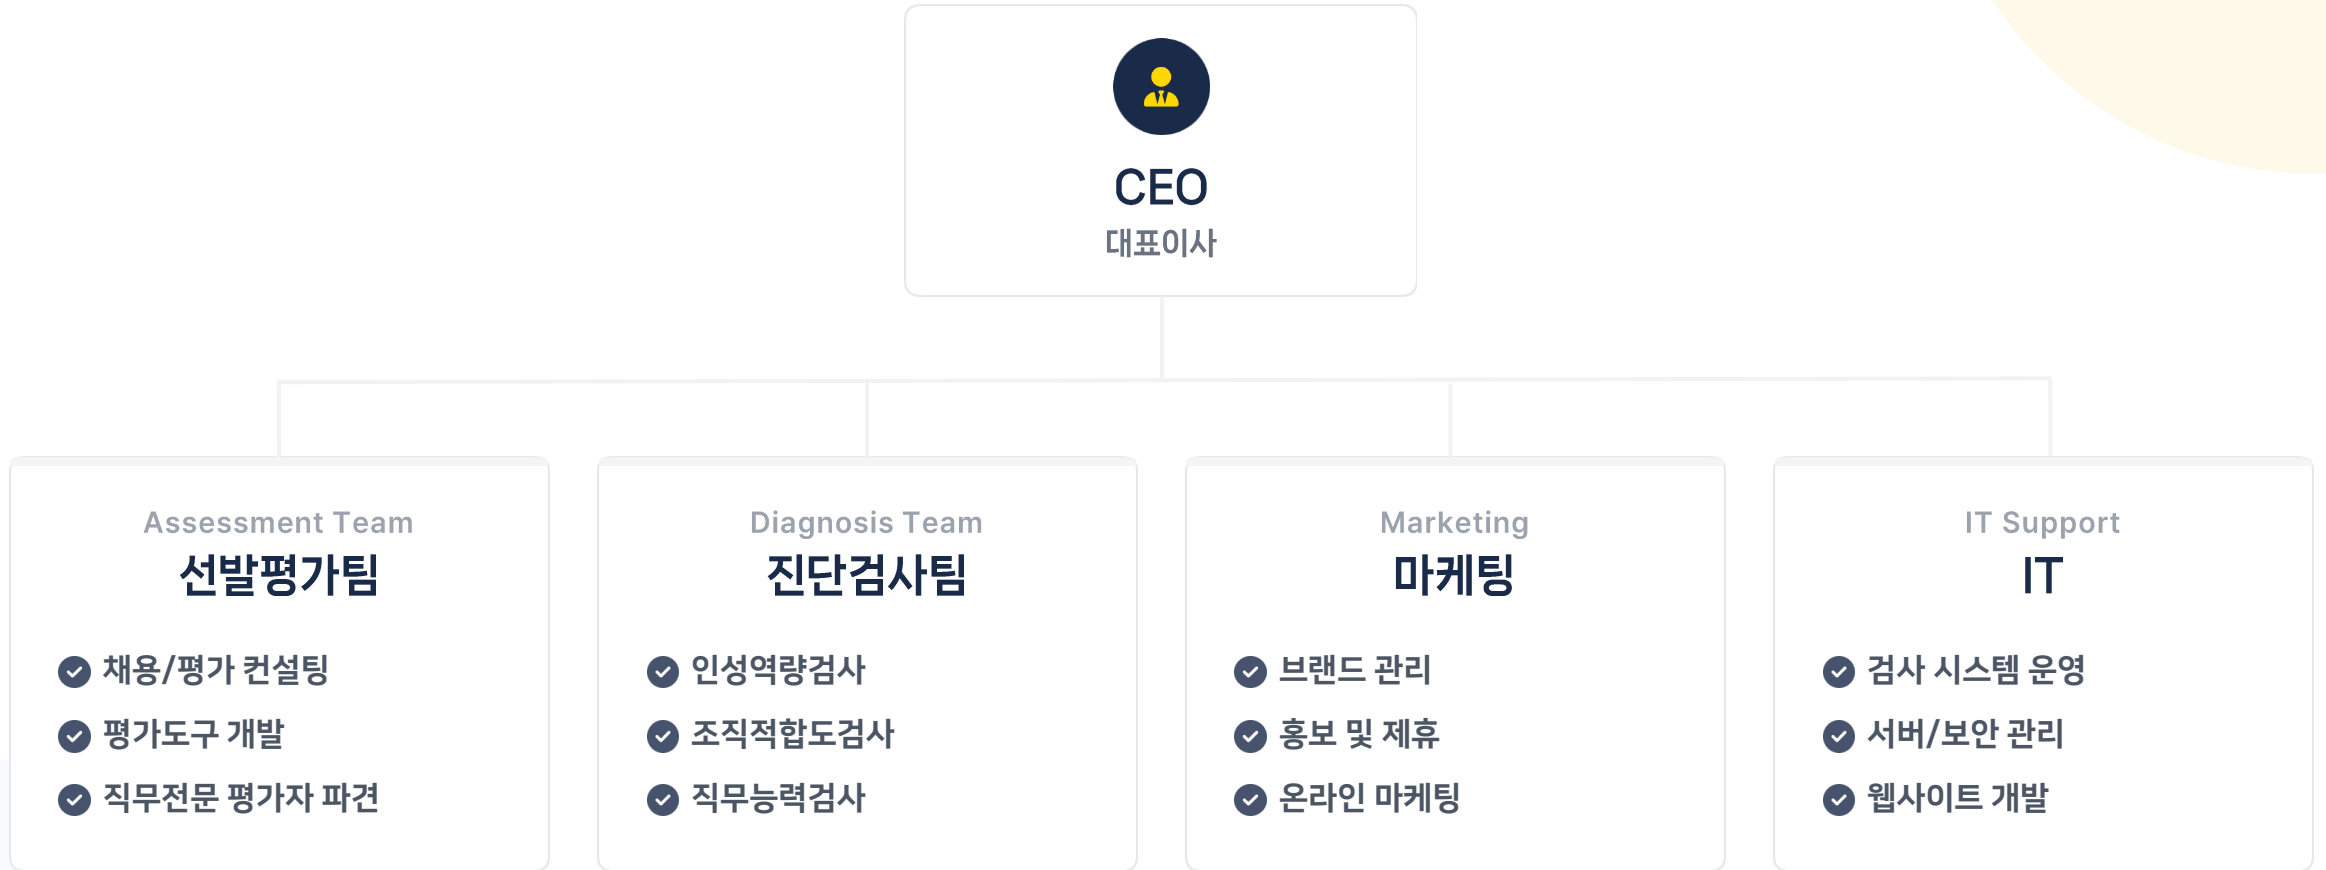 CEO
대표이사
Assessment Team
선발평가팀
채용/평가 컨설팅
평가도구 개발
직무전문 평가자 파견
Diagnosis Team
진단검사팀
인성역량검사
조직적합도검사
직무능력검사
Marketing
마케팅
브랜드 관리
홍보 및 제휴
온라인 마케팅
IT Support
IT
검사 시스템 운영
서버/보안 관리
웹사이트 개발